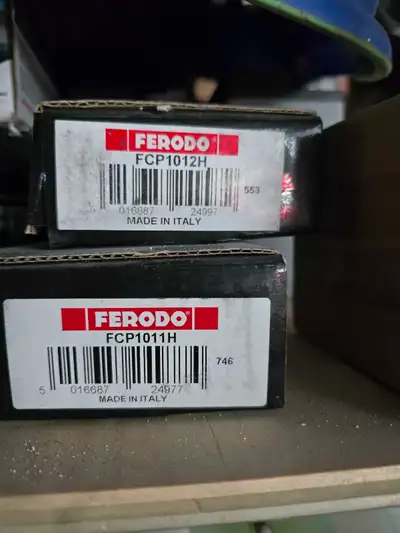 FERODO
FCP1012H
553
016687 24997
MADE IN ITALY
FERODO
FCP1011H
746
5 016687 24977
MADE IN ITALY